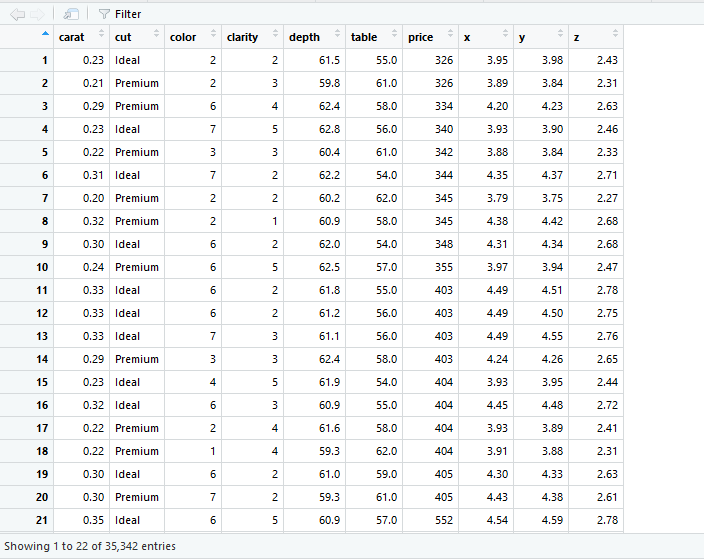 Filter
carat cut color clarity depth table price x y z
1 0.23 Ideal 2 2 61.5 55.0 326 3.95 3.98 2.43
2 0.21 Premium 2 3 59.8 61.0 326 3.89 3.84 2.31
3 0.29 Premium 6 4 62.4 58.0 334 4.20 4.23 2.63
4 0.23 Ideal 7 5 62.8 56.0 340 3.93 3.90 2.46
5 0.22 Premium 3 3 60.4 61.0 342 3.88 3.84 2.33
6 0.31 Ideal 7 2 62.2 54.0 344 4.35 4.37 2.71
7 0.20 Premium 2 2 60.2 62.0 345 3.79 3.75 2.27
8 0.32 Premium 2 1 60.9 58.0 345 4.38 4.42 2.68
9 0.30 Ideal 6 2 62.0 54.0 348 4.31 4.34 2.68
10 0.24 Premium 6 5 62.5 57.0 355 3.97 3.94 2.47
11 0.33 Ideal 6 2 61.8 55.0 403 4.49 4.51 2.78
12 0.33 Ideal 6 2 61.2 56.0 403 4.49 4.50 2.75
13 0.33 Ideal 7 3 61.1 56.0 403 4.49 4.55 2.76
14 0.29 Premium 3 3 62.4 58.0 403 4.24 4.26 2.65
15 0.23 Ideal 4 5 61.9 54.0 404 3.93 3.95 2.44
16 0.32 Ideal 6 3 60.9 55.0 404 4.45 4.48 2.72
17 0.22 Premium 2 4 61.6 58.0 404 3.93 3.89 2.41
18 0.22 Premium 1 4 59.3 62.0 404 3.91 3.88 2.31
19 0.30 Ideal 6 2 61.0 59.0 405 4.30 4.33 2.63
20 0.30 Premium 7 2 59.3 61.0 405 4.43 4.38 2.61
21 0.35 Ideal 6 5 60.9 57.0 552 4.54 4.59 2.78
Showing 1 to 22 of 35,342 entries